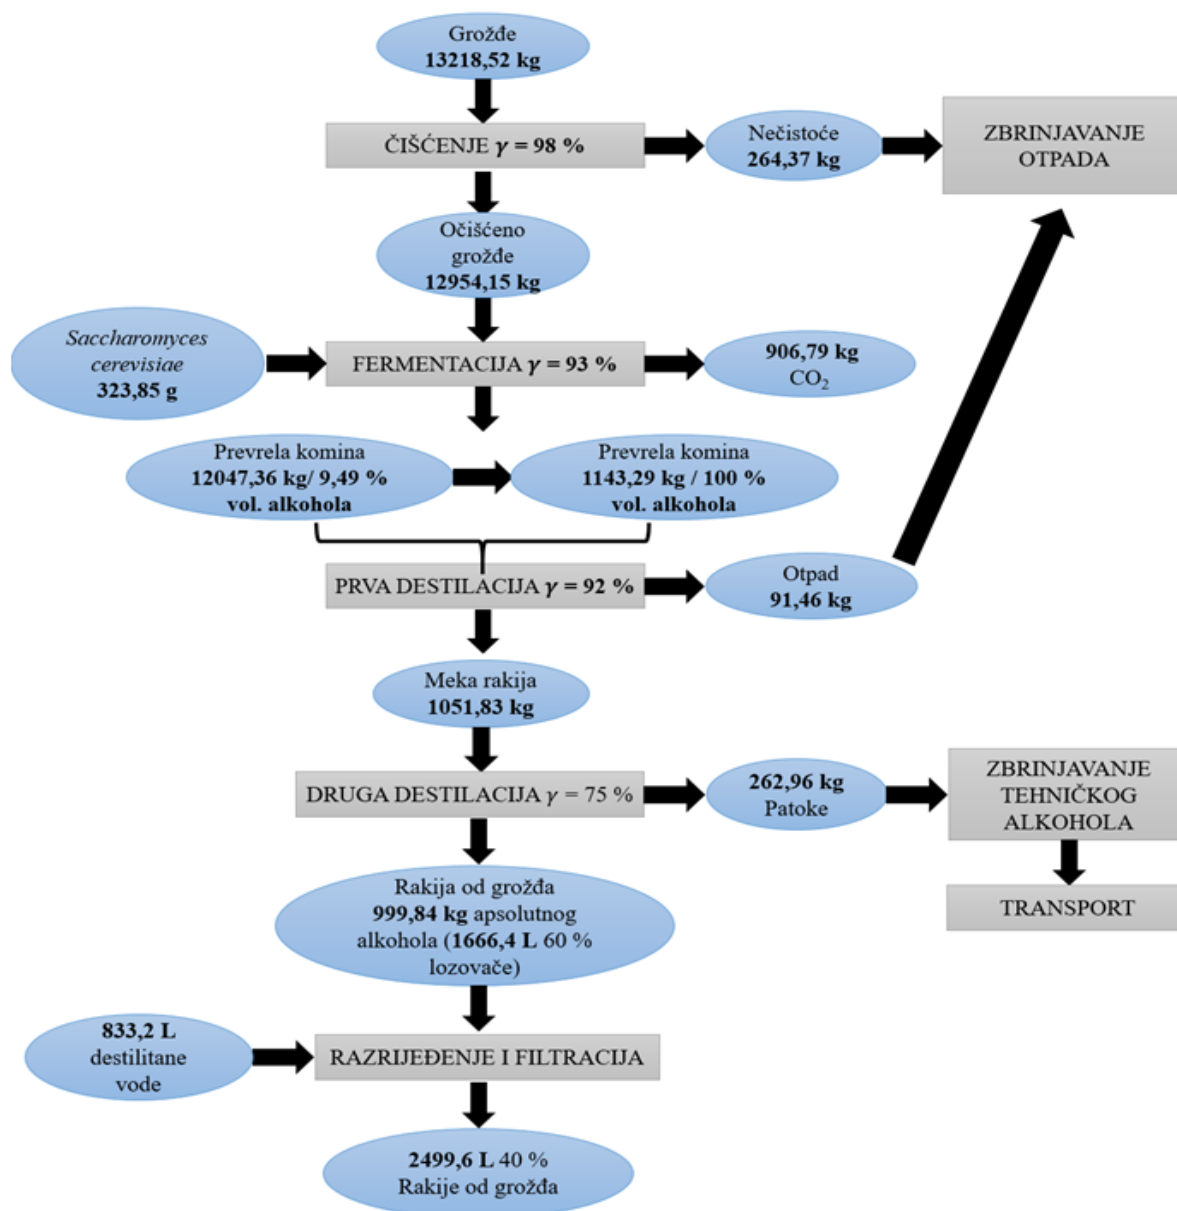 Grožđe
13218,52 kg
ČIŠĆENJE γ = 98 %
Nečistoće
264,37 kg
ZBRINJAVANJE
OTPADA
Očišćeno
grožđe
12954,15 kg
Saccharomyces
cerevisiae
323,85 g
FERMENTACIJA γ = 93 %
906,79 kg
CO₂
Prevrela komina
12047,36 kg/ 9,49 %
vol. alkohola
Prevrela komina
1143,29 kg / 100 %
vol. alkohola
PRVA DESTILACIJA γ = 92 %
Otpad
91,46 kg
Meka rakija
1051,83 kg
DRUGA DESTILACIJA γ = 75 %
262,96 kg
Patoke
ZBRINJAVANJE
TEHNIČKOG
ALKOHOLA
TRANSPORT
Rakija od grožđa
999,84 kg apsolutnog
alkohola (1666,4 L 60 %
lozovače)
833,2 L
destilitane
vode
RAZRIJEĐENJE I FILTRACIJA
2499,6 L 40 %
Rakije od grožđa